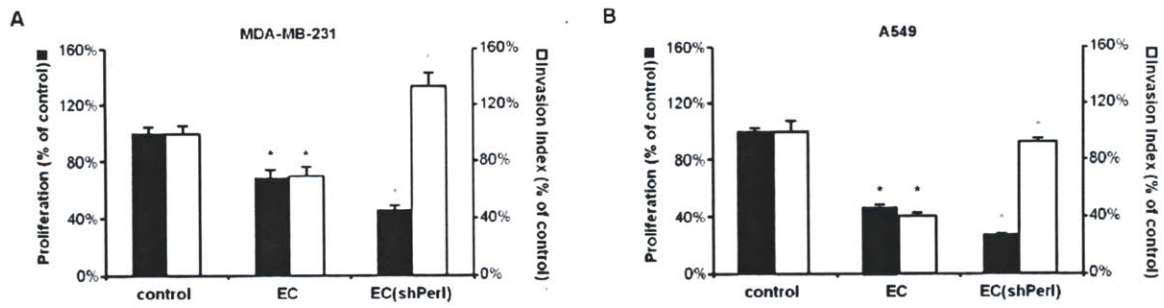 A
MDA-MB-231
■ Proliferation (% of control)
160%
120%
80%
40%
0%
* *
160%
120%
80%
40%
0%
□ Invasion Index (% of control)
control EC EC(shPerl)
B
A549
■ Proliferation (% of control)
160%
120%
80%
40%
0%
* *
160%
120%
80%
40%
0%
□ Invasion Index (% of control)
control EC EC(shPerl)